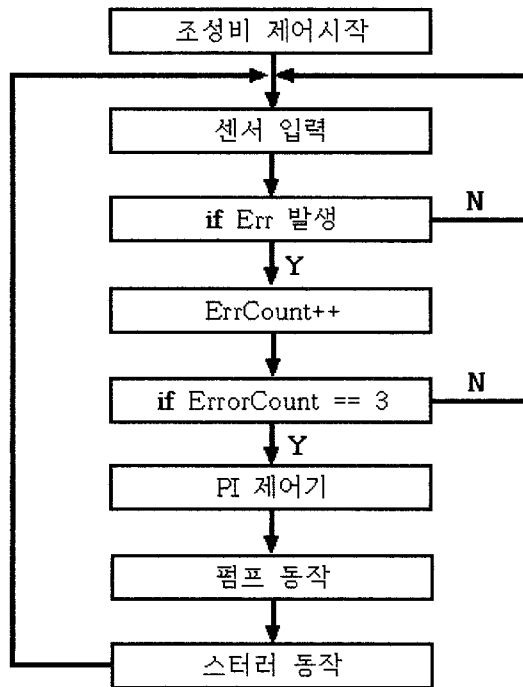 조성비 제어시작
센서 입력
if Err 발생
N
Y
ErrCount++
if ErrorCount == 3
N
Y
PI 제어기
펌프 동작
스터러 동작